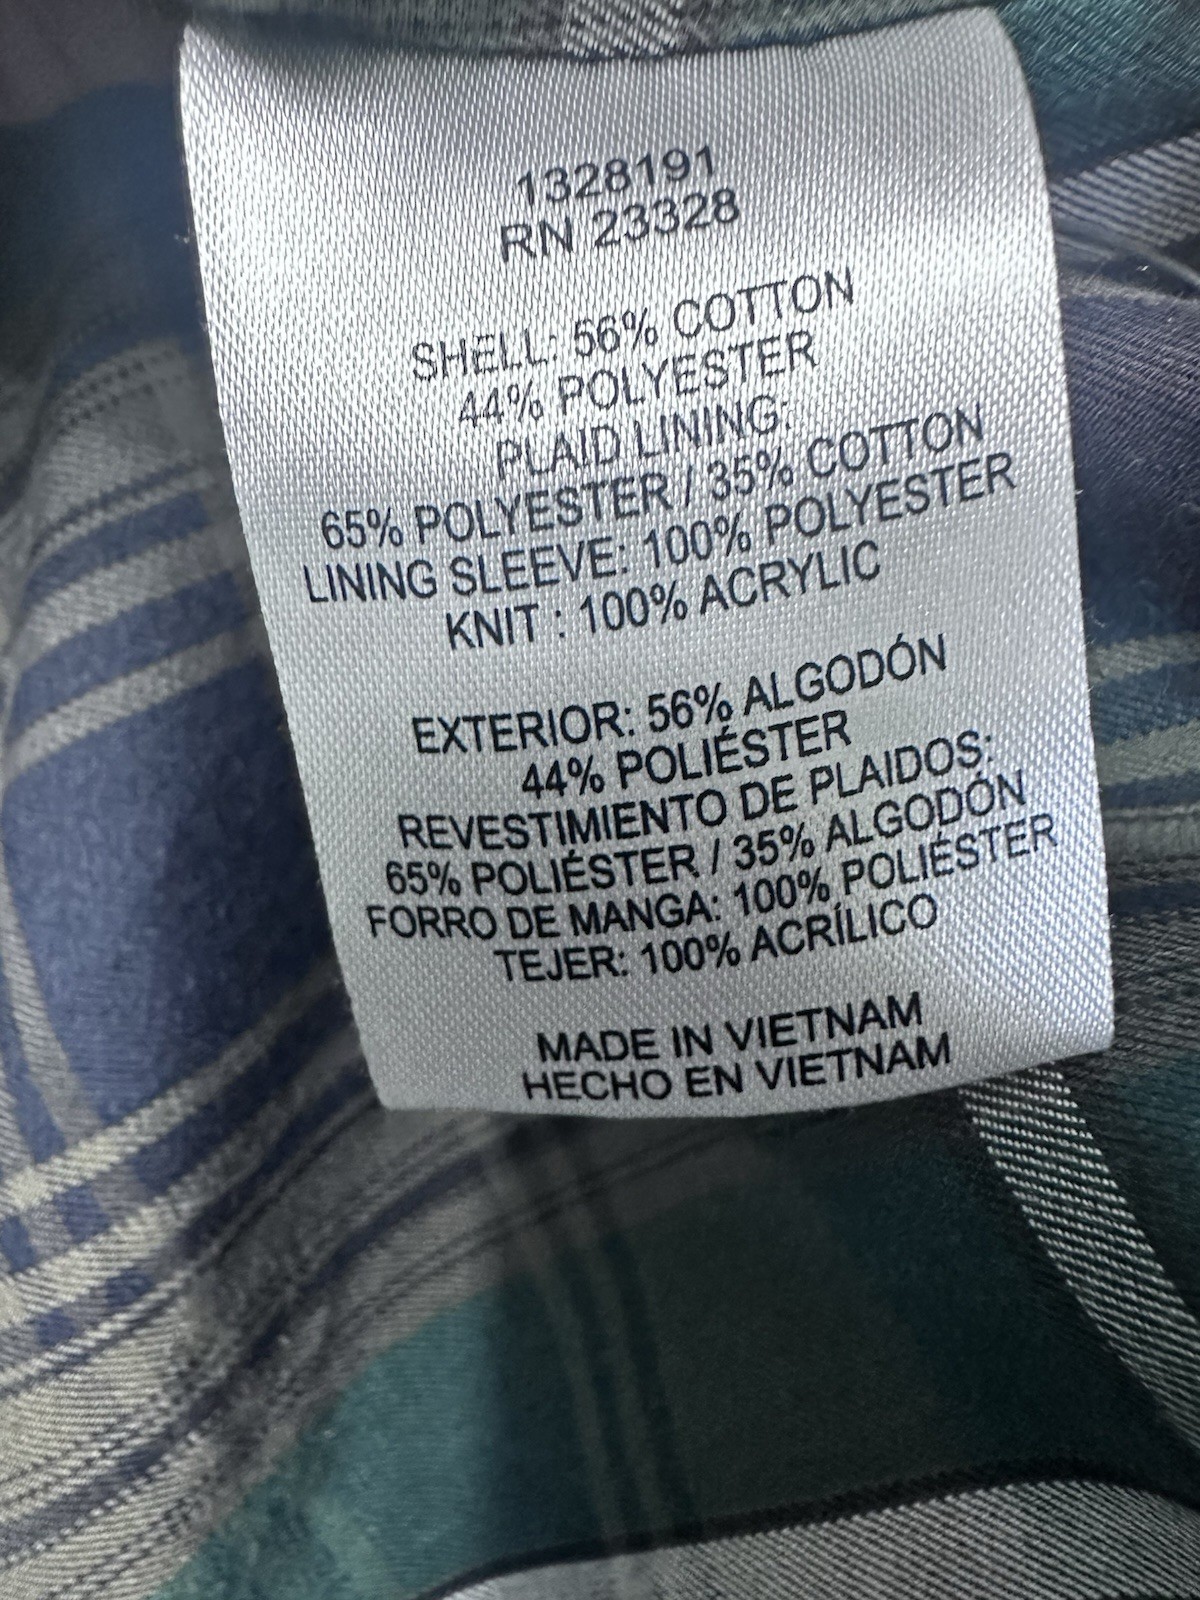 1328191
RN 23328
SHELL: 56% COTTON
44% POLYESTER
PLAID LINING:
65% POLYESTER / 35% COTTON
LINING SLEEVE: 100% POLYESTER
KNIT : 100% ACRYLIC
EXTERIOR: 56% ALGODÓN
44% POLIÉSTER
REVESTIMIENTO DE PLAIDOS:
65% POLIÉSTER / 35% ALGODÓN
FORRO DE MANGA: 100% POLIÉSTER
TEJER: 100% ACRÍLICO
MADE IN VIETNAM
HECHO EN VIETNAM